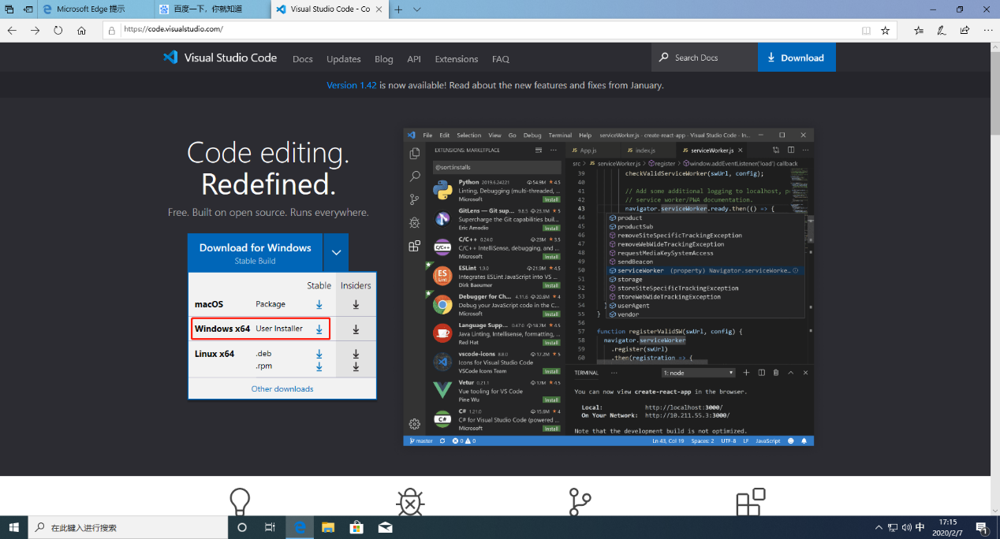 Microsoft Edge 提示
百度一下，你就知道
Visual Studio Code - Co
https://code.visualstudio.com/
Visual Studio Code
Docs
Updates
Blog
API
Extensions
FAQ
Search Docs
Download
Version 1.42 is now available! Read about the new features and fixes from January.
Code editing.
Redefined.
Free. Built on open source. Runs everywhere.
Download for Windows
Stable Build
Stable Insiders
macOS Package
Windows x64 User Installer
Linux x64 .deb
.rpm
Other downloads
File Edit Selection View Go Debug Terminal Help serviceWorker.js - create-react-app - Visual Studio Code - In...
EXTENSIONS: MARKETPLACE
@sort:installs
Python 2019.6.24221 54.9M 4.5
Linting, Debugging (multi-threaded, ...
Microsoft Install
GitLens — Git sup... 9.8.5 23.1M 5
Supercharge the Git capabilities buil...
Eric Amodio Install
C/C++ 0.24.0 23M 3.5
C/C++ IntelliSense, debugging, and ...
Microsoft Install
ESLint 1.9.0 21.9M 4.5
Integrates ESLint JavaScript into VS ...
Dirk Baeumer Install
Debugger for Ch... 4.11.6 20.6M 4
Debug your JavaScript code in the C...
Microsoft Install
Language Supp... 0.47.0 18.7M 4.5
Java Linting, Intellisense, formatting, ...
Red Hat Install
vscode-icons 8.8.0 17.2M 5
Icons for Visual Studio Code
VSCode Icons Team Install
Vetur 0.21.1 17M 4.5
Vue tooling for VS Code
Pine Wu Install
C# 1.21.0 15.6M 4
C# for Visual Studio Code (powered ...
Microsoft Install
JS App.js
JS index.js
JS serviceWorker.js
src > JS serviceWorker.js > register > window.addEventListener('load') callback
39 checkValidServiceWorker(swUrl, config);
40
41 // Add some additional logging to localhost, p
42 // service worker/PWA documentation.
43 navigator.serviceWorker.ready.then(() => {
44 product
45 productSub
46 removeSiteSpecificTrackingException
47 removeWebWideTrackingException
48 requestMediaKeySystemAccess
49 sendBeacon
50 serviceWorker (property) Navigator.serviceWorke...
51 storage
52 storeSiteSpecificTrackingException
53 storeWebWideTrackingException
54 } userAgent
55 } vendor
56
57 function registerValidSW(swUrl, config) {
58 navigator.serviceWorker
59 .register(swUrl)
60 .then(registration => {
TERMINAL ... 1: node
You can now view create-react-app in the browser.
Local: http://localhost:3000/
On Your Network: http://10.211.55.3:3000/
Note that the development build is not optimized.
master 0 0 Ln 43, Col 19 Spaces: 2 UTF-8 LF JavaScript
在此键入进行搜索
中
17:15
2020/2/7
1